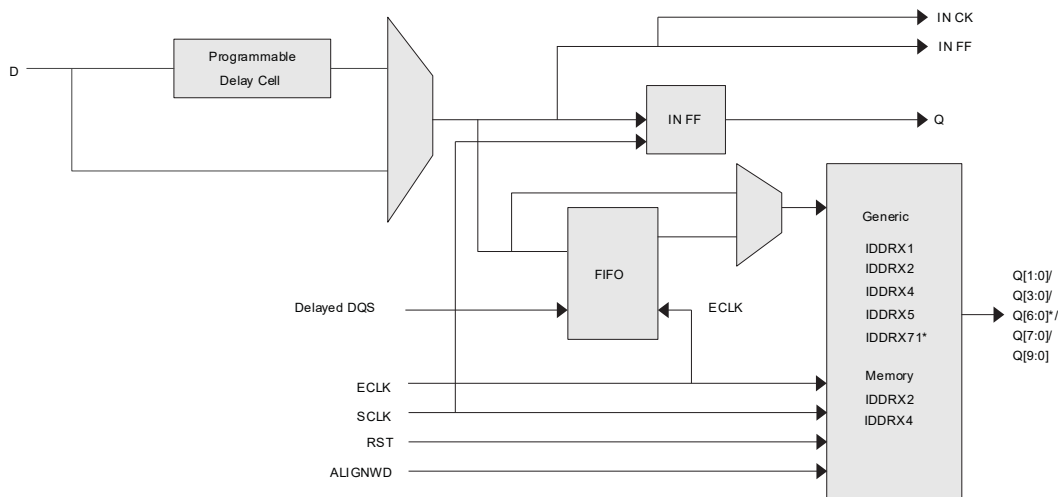 IN CK
IN FF
D
Programmable
Delay Cell
IN FF
Q
Generic
IDDRX1
IDDRX2
IDDRX4
IDDRX5
IDDRX71*
Memory
IDDRX2
IDDRX4
FIFO
Delayed DQS
ECLK
Q[1:0]/
Q[3:0]/
Q[6:0]*/
Q[7:0]/
Q[9:0]
ECLK
SCLK
RST
ALIGNWD